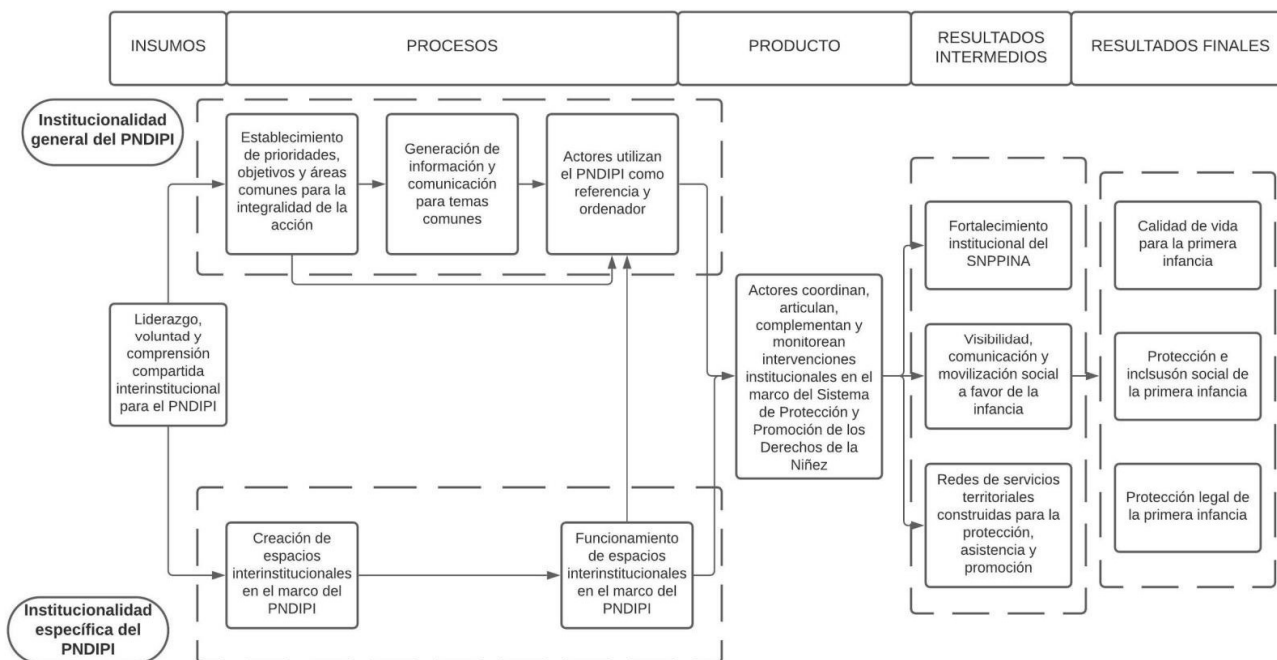 INSUMOS
PROCESOS
PRODUCTO
RESULTADOS
INTERMEDIOS
RESULTADOS FINALES
Institucionalidad
general del PNDIPI
Establecimiento
de prioridades,
objetivos y áreas
comunes para la
integralidad de la
acción
Generación de
información y
comunicación
para temas
comunes
Actores utilizan
el PNDIPI como
referencia y
ordenador
Liderazgo,
voluntad y
comprensión
compartida
interinstitucional
para el PNDIPI
Actores coordinan,
articulan,
complementan y
monitorean
intervenciones
institucionales en el
marco del Sistema
de Protección y
Promoción de los
Derechos de la
Niñez
Fortalecimiento
institucional del
SNPPINA
Visibilidad,
comunicación y
movilización social
a favor de la
infancia
Redes de servicios
territoriales
construidas para la
protección,
asistencia y
promoción
Calidad de vida
para la primera
infancia
Protección e
inclsusón social de
la primera infancia
Protección legal de
la primera infancia
Creación de
espacios
interinstitucionales
en el marco del
PNDIPI
Funcionamiento
de espacios
interinstitucionales
en el marco del
PNDIPI
Institucionalidad
específica del
PNDIPI